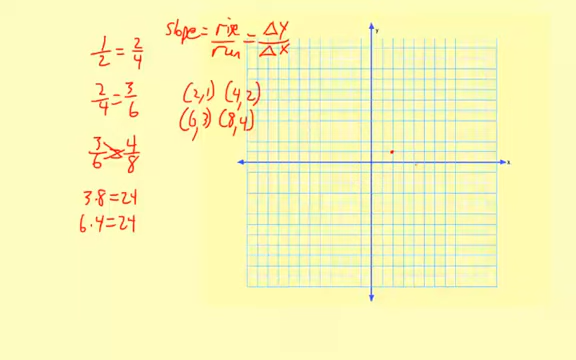 slope = rise/run = ΔY/ΔX
1/2 = 2/4
2/4 = 3/6
(2,1) (4,2)
(6,3) (8,4)
3/6 4/8
3·8=24
6·4=24
y
x